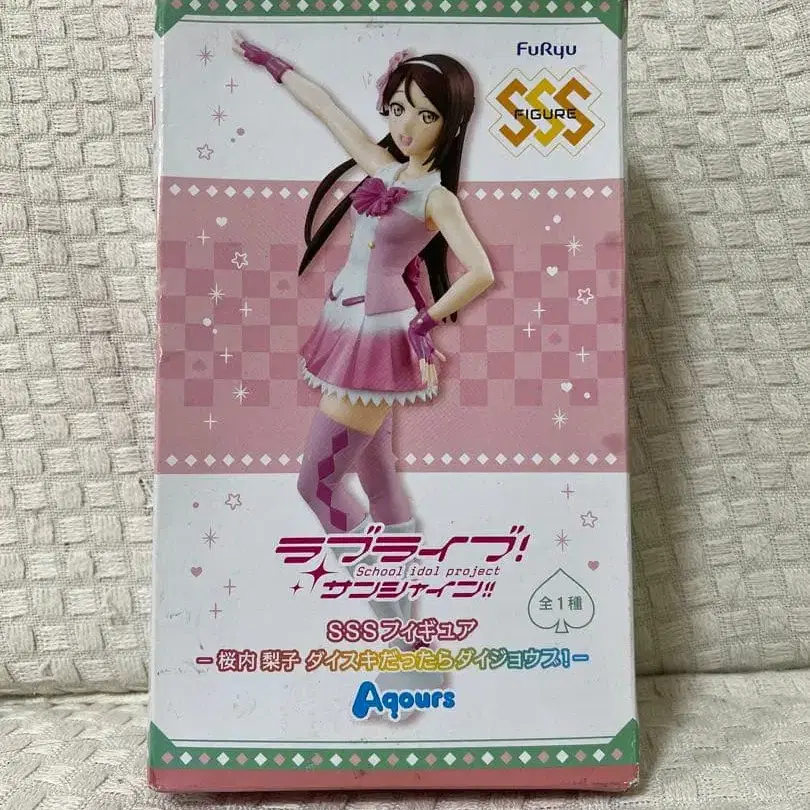 FuRyu
SSS
FIGURE
ラブライブ!
School idol project
サンシャイン!!
全1種
SSSフィギュア
－桜内 梨子 ダイスキだったらダイジョウブ!－
Aqours